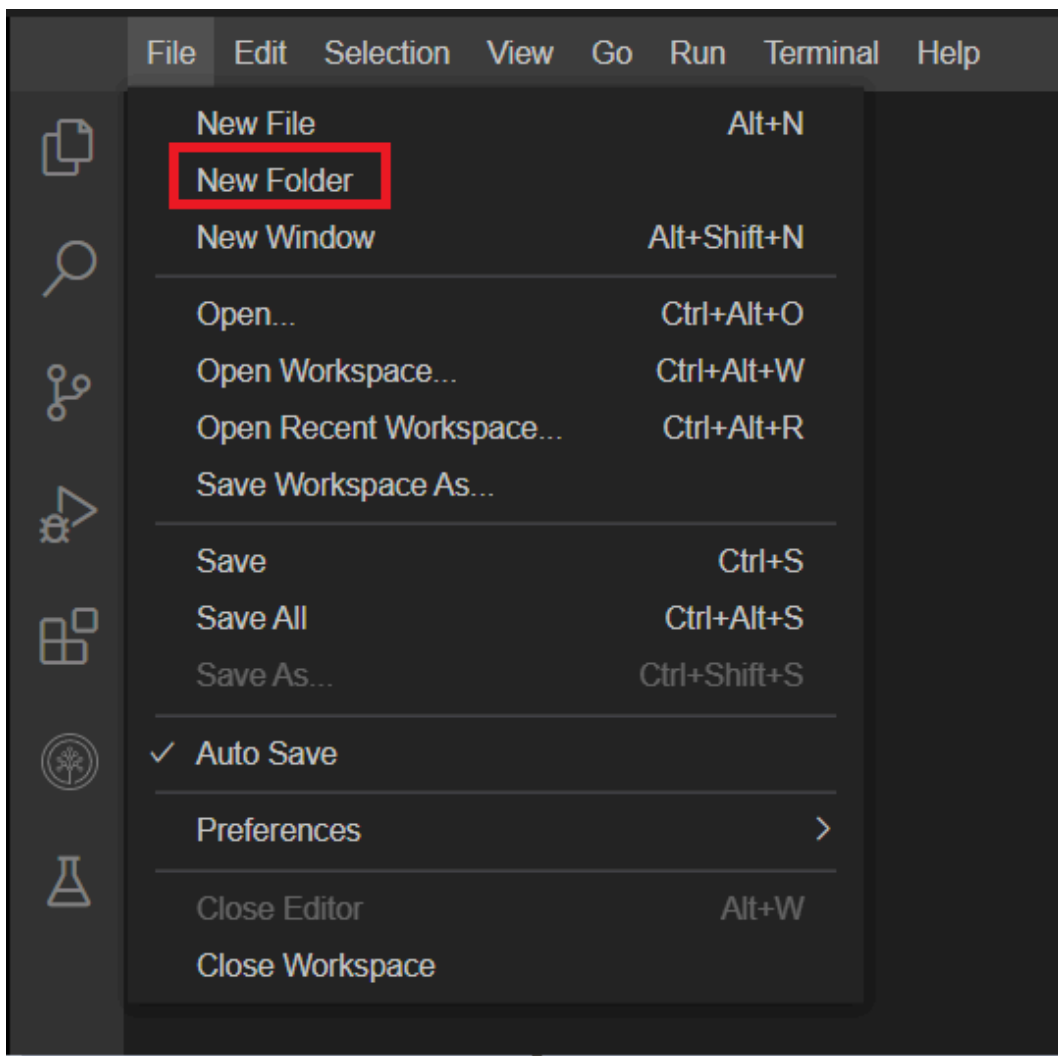 File Edit Selection View Go Run Terminal Help
New File Alt+N
New Folder
New Window Alt+Shift+N
Open... Ctrl+Alt+O
Open Workspace... Ctrl+Alt+W
Open Recent Workspace... Ctrl+Alt+R
Save Workspace As...
Save Ctrl+S
Save All Ctrl+Alt+S
Save As... Ctrl+Shift+S
Auto Save
Preferences
Close Editor Alt+W
Close Workspace